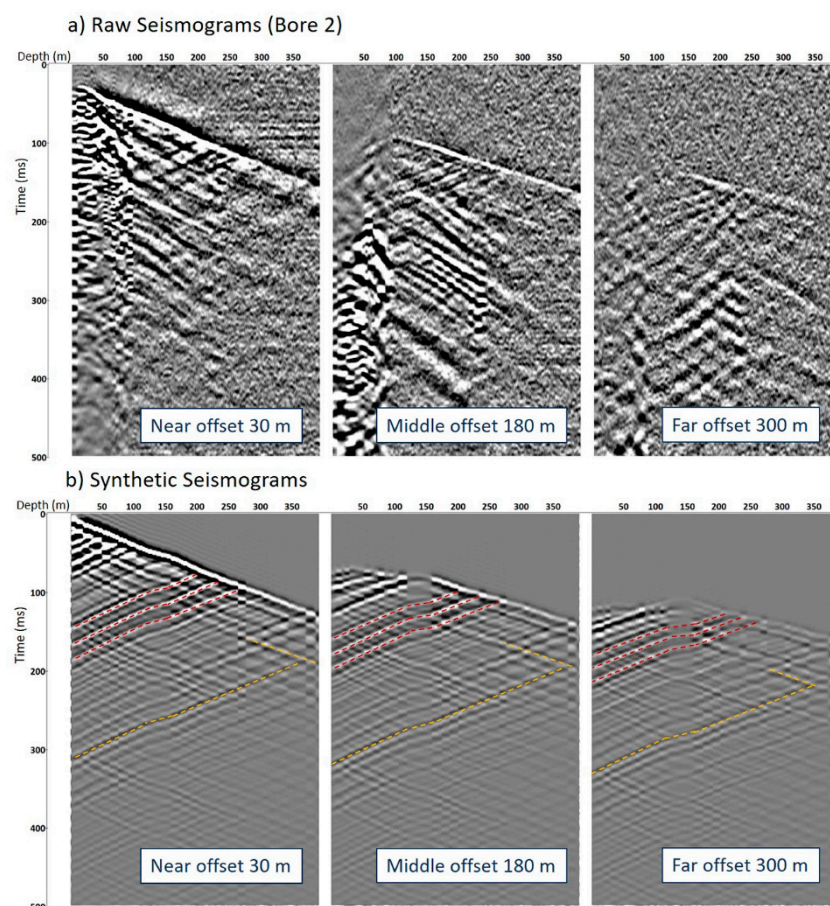 a) Raw Seismograms (Bore 2)
Depth (m) 50 100 150 200 250 300 350 50 100 150 200 250 300 350 50 100 150 200 250 300 350
0
100
200
300
400
500
Time (ms)
Near offset 30 m
Middle offset 180 m
Far offset 300 m
b) Synthetic Seismograms
Depth (m) 50 100 150 200 250 300 350 50 100 150 200 250 300 350 50 100 150 200 250 300 350
0
100
200
300
400
500
Time (ms)
Near offset 30 m
Middle offset 180 m
Far offset 300 m